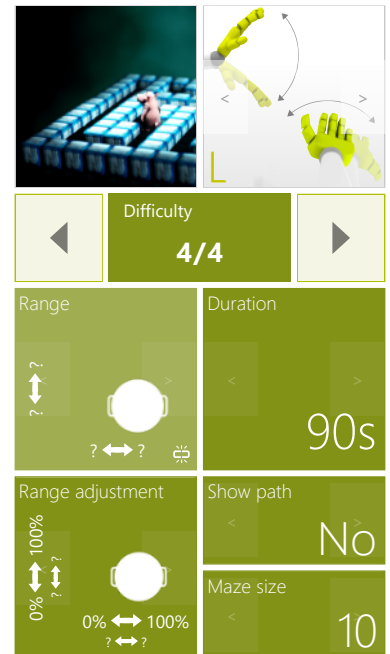 L
Difficulty
4/4
Range
? ?
? ?
Duration
90s
Range adjustment
0% 100%
? ?
0% 100%
? ?
Show path
No
Maze size
10